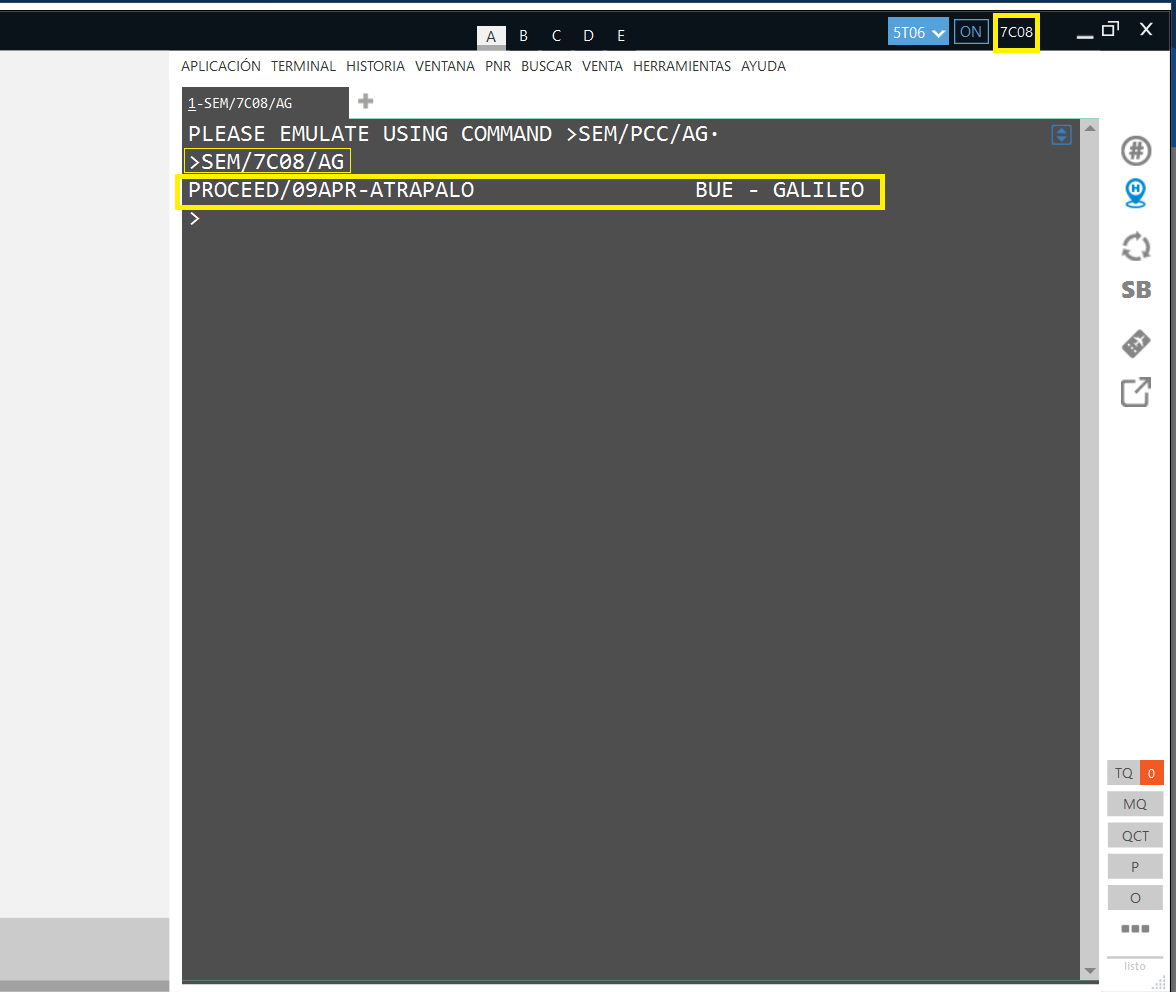 A B C D E 5T06 ON 7C08 X
APLICACIÓN TERMINAL HISTORIA VENTANA PNR BUSCAR VENTA HERRAMIENTAS AYUDA
1-SEM/7C08/AG
PLEASE EMULATE USING COMMAND >SEM/PCC/AG·
>SEM/7C08/AG
PROCEED/09APR-ATRAPALO BUE - GALILEO
>
#
H
SB
TQ 0
MQ
QCT
P
O
listo